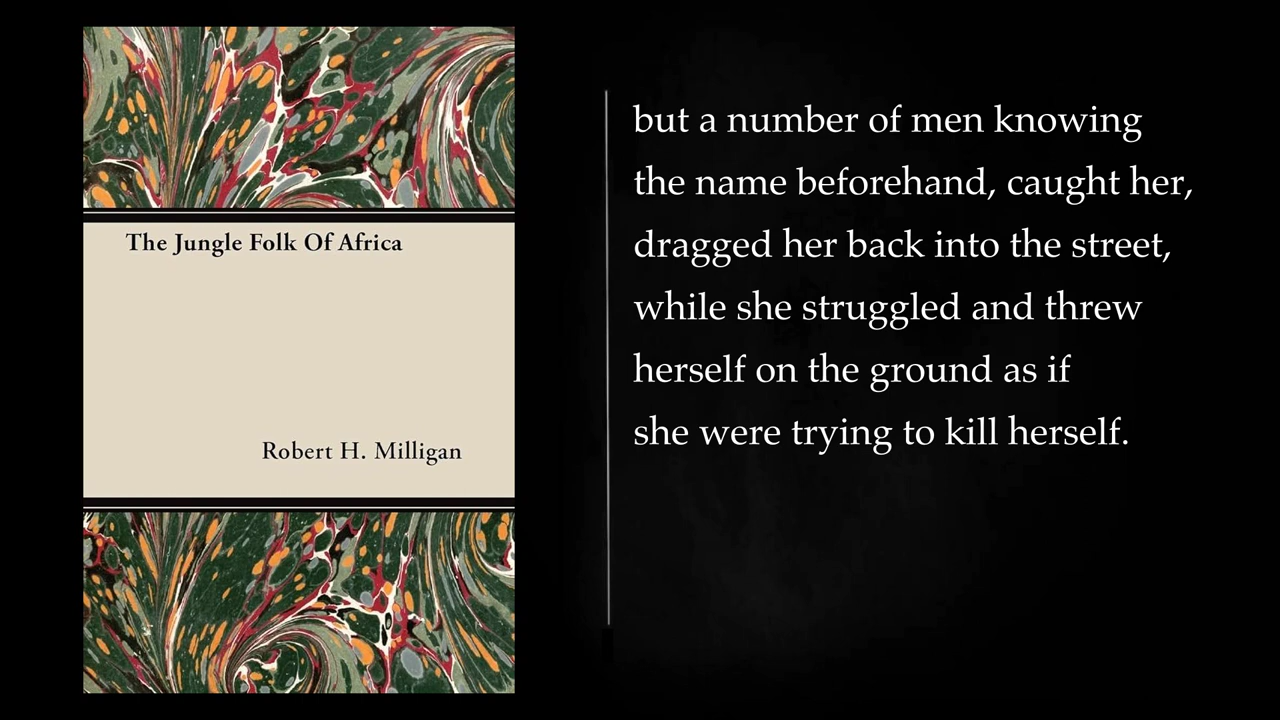 The Jungle Folk Of Africa
Robert H. Milligan
but a number of men knowing
the name beforehand, caught her,
dragged her back into the street,
while she struggled and threw
herself on the ground as if
she were trying to kill herself.